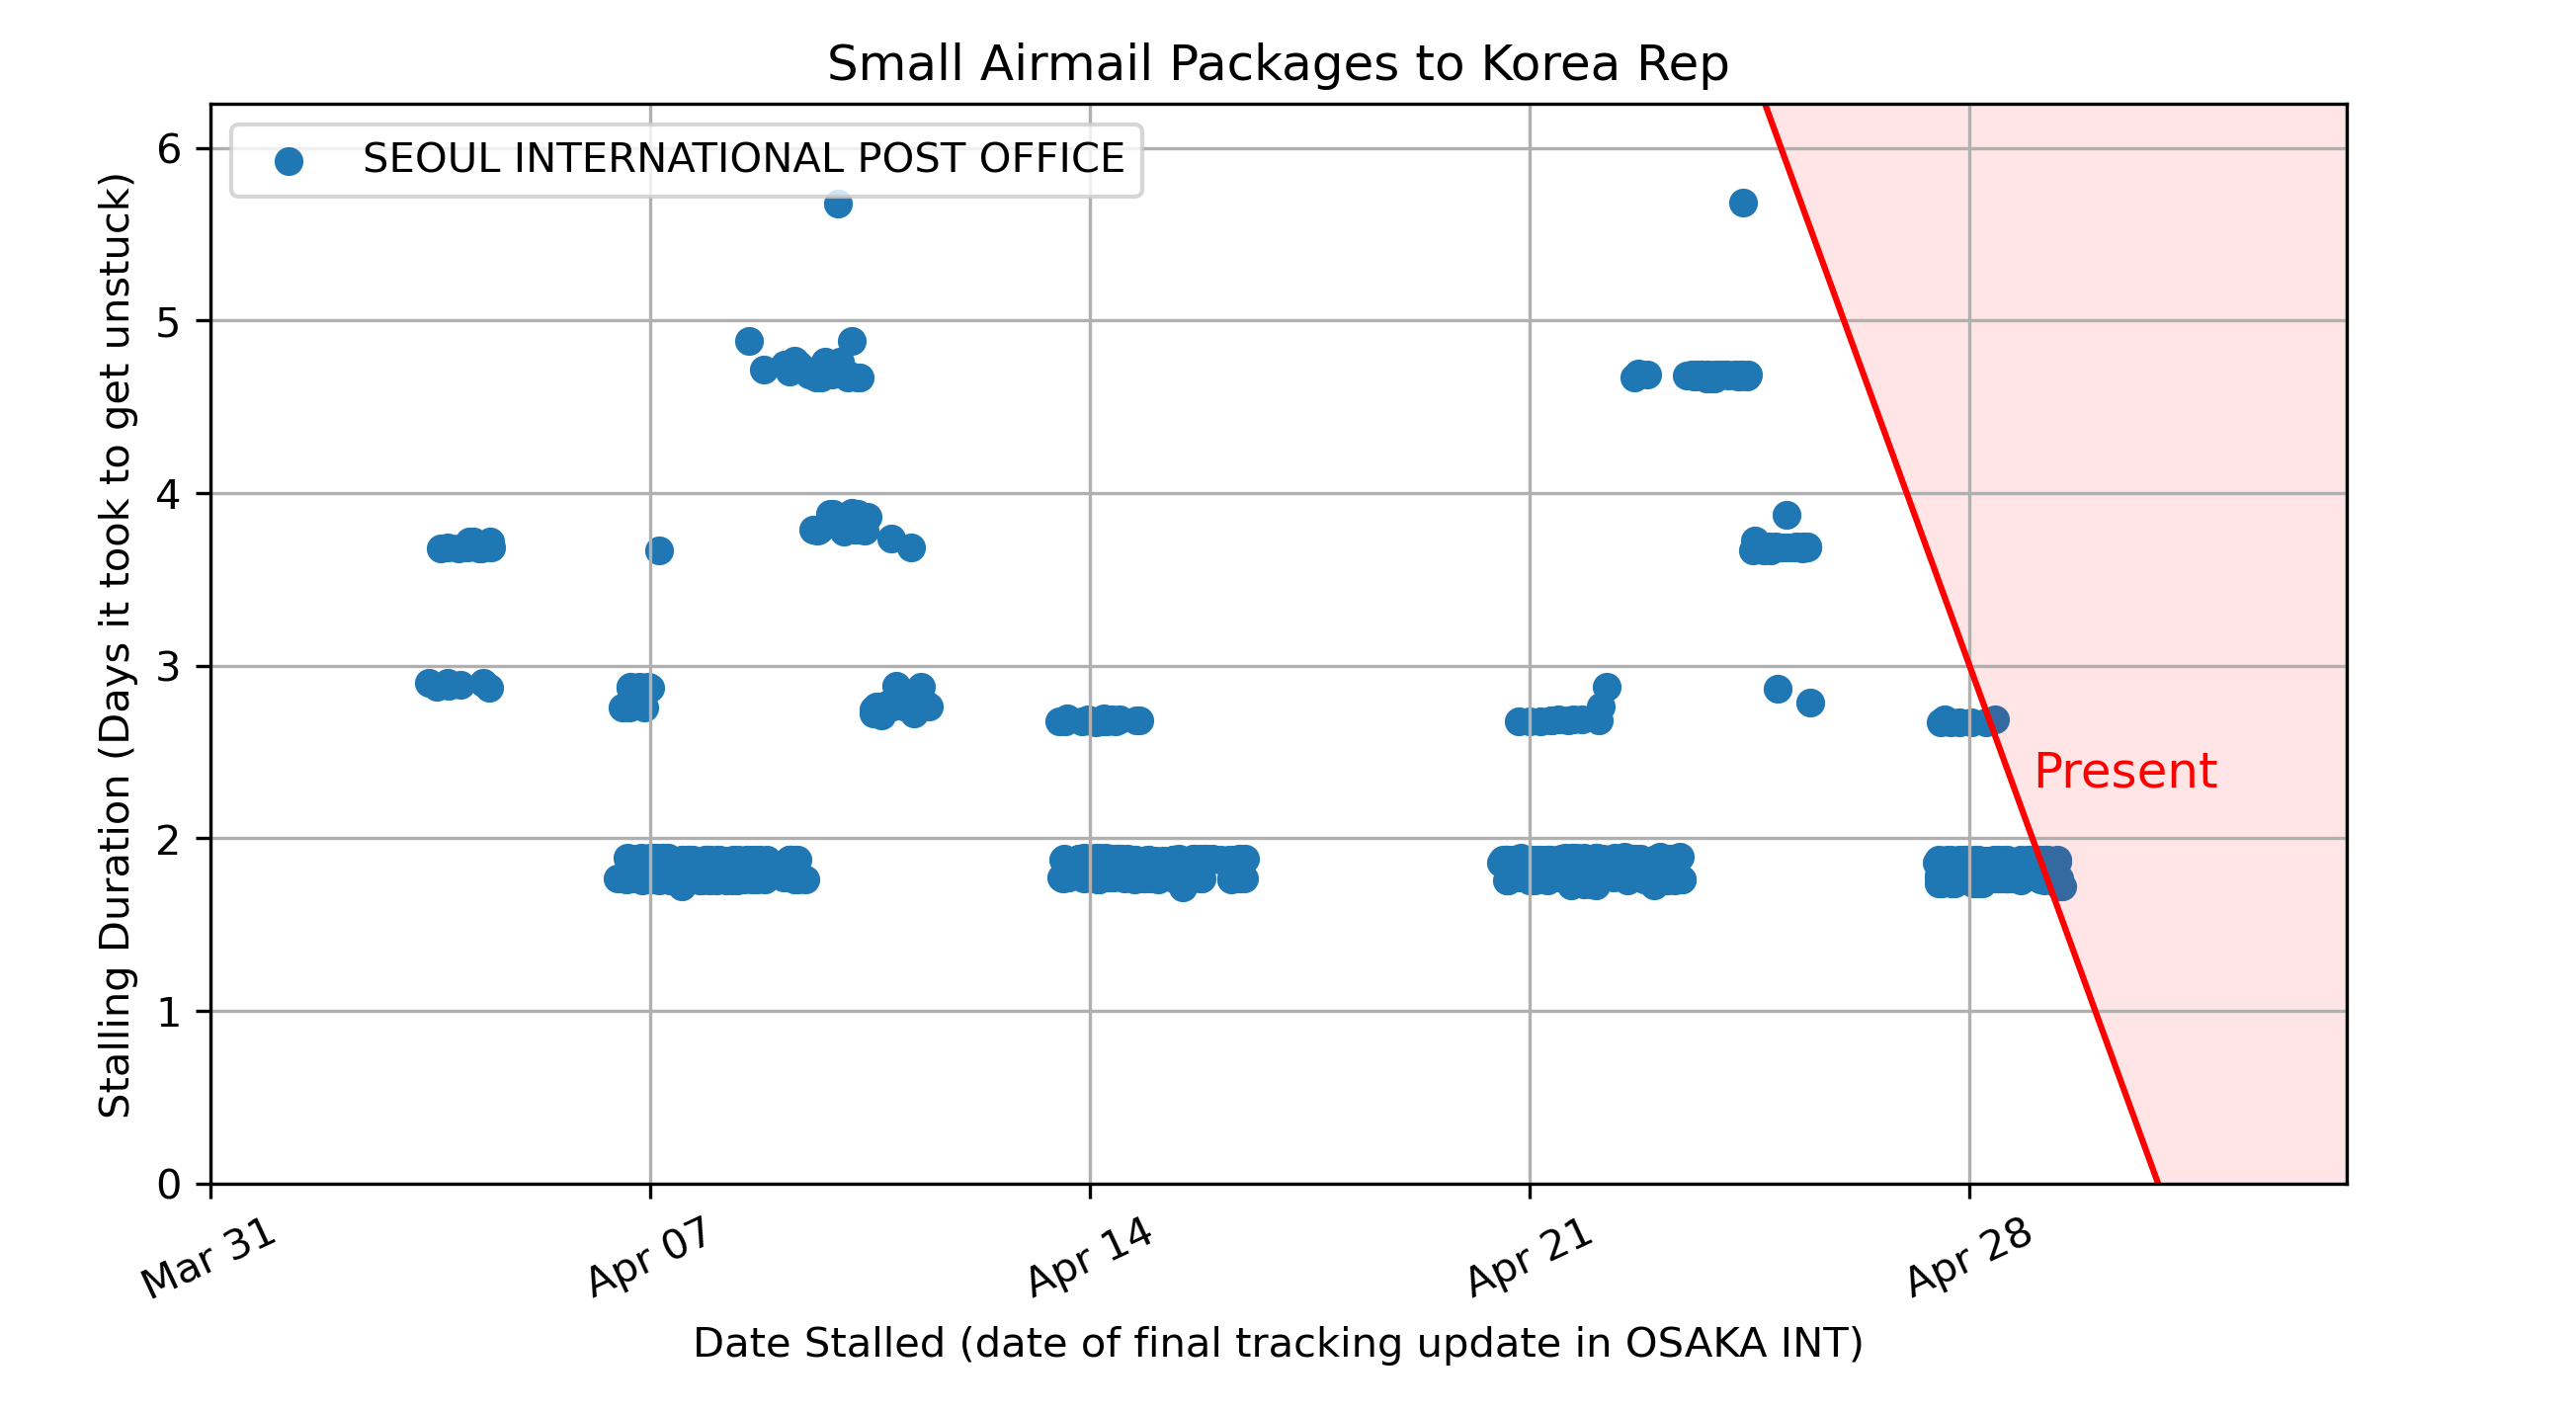 Small Airmail Packages to Korea Rep
SEOUL INTERNATIONAL POST OFFICE
Stalling Duration (Days it took to get unstuck)
6
5
4
3
2
1
0
Present
Mar 31
Apr 07
Apr 14
Apr 21
Apr 28
Date Stalled (date of final tracking update in OSAKA INT)